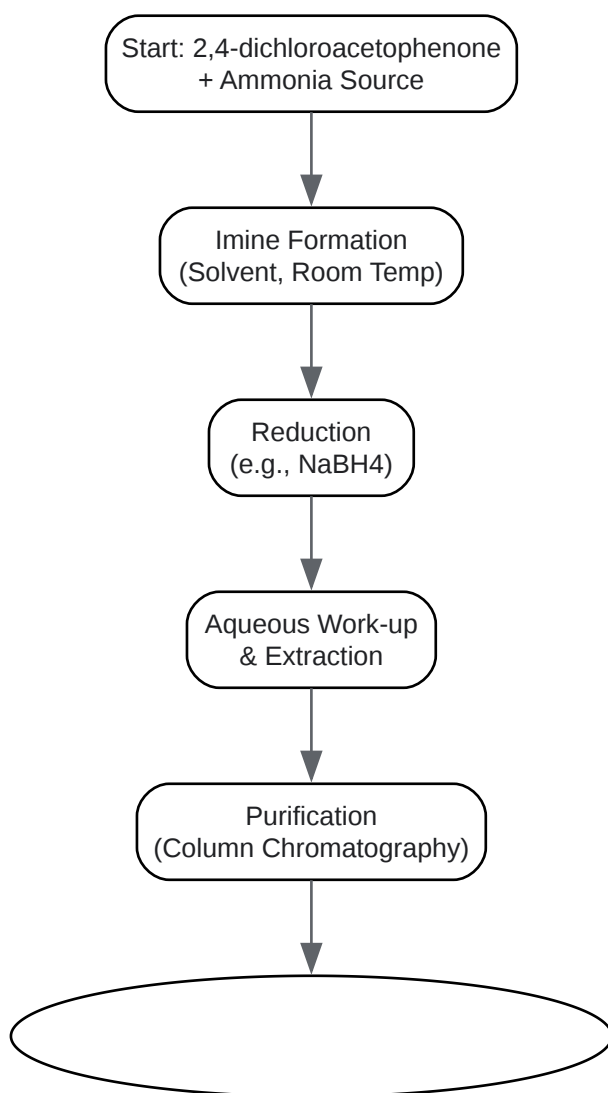 Start: 2,4-dichloroacetophenone
+ Ammonia Source
Imine Formation
(Solvent, Room Temp)
Reduction
(e.g., NaBH4)
Aqueous Work-up
& Extraction
Purification
(Column Chromatography)